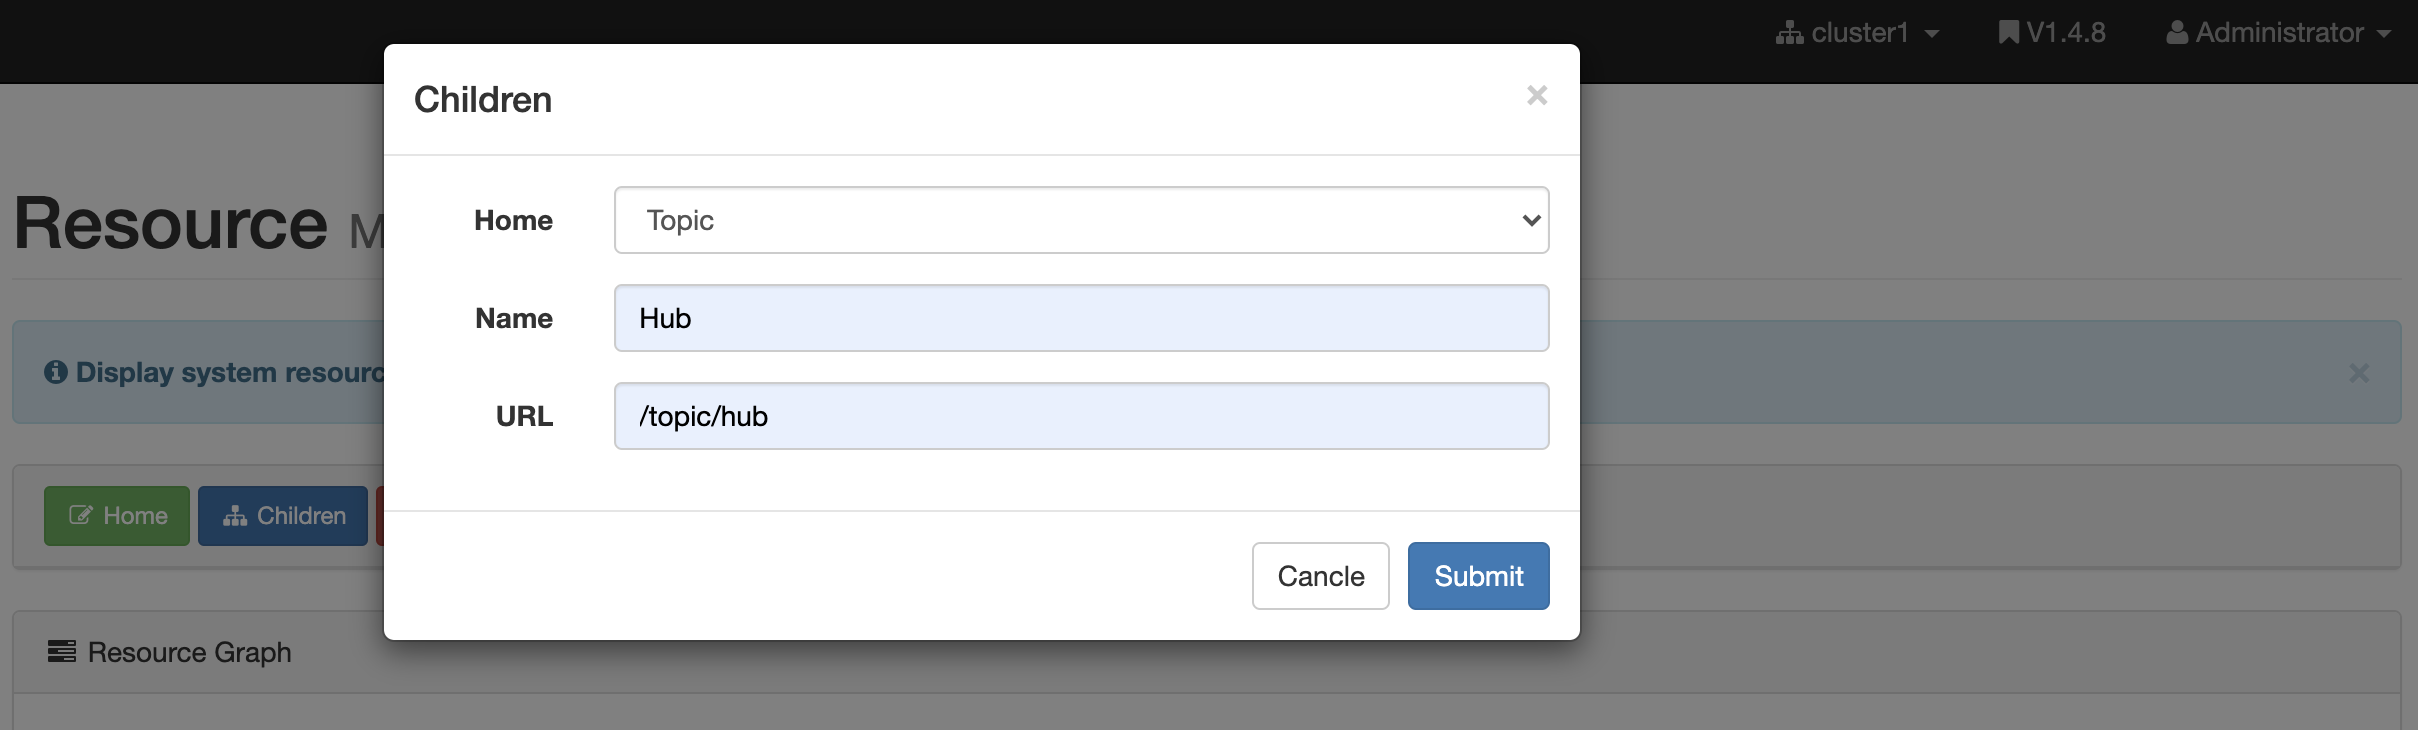 cluster1 V1.4.8 Administrator
Children ×
Home Topic
Name Hub
URL /topic/hub
Cancle Submit
Resource
Display system
Home Children
Resource Graph